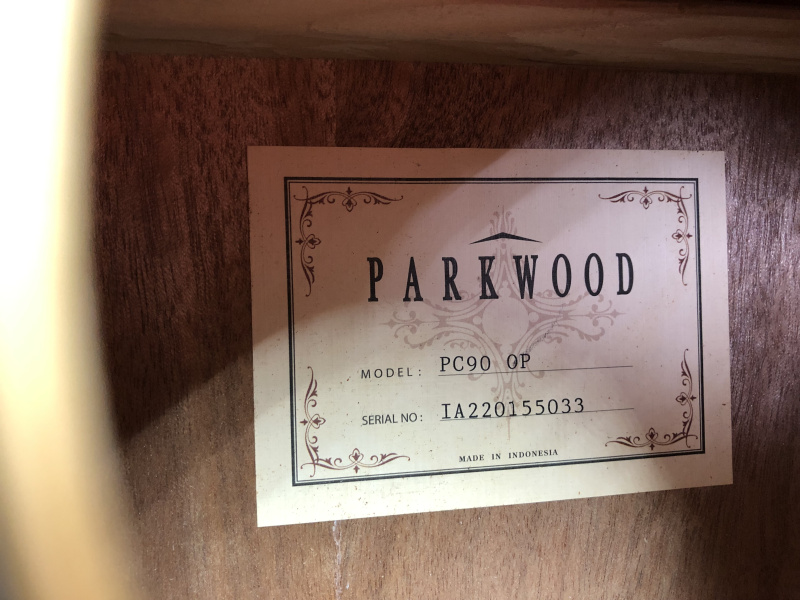 PARKWOOD
MODEL: PC90 OP
SERIAL NO: IA220155033
MADE IN INDONESIA